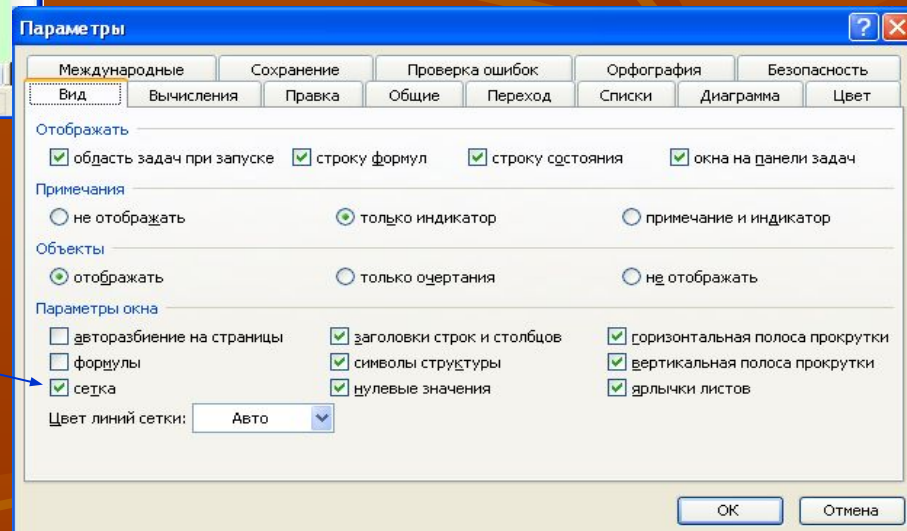 Параметры
Международные Сохранение Проверка ошибок Орфография Безопасность
Вид Вычисления Правка Общие Переход Списки Диаграмма Цвет
Отображать
область задач при запуске строку формул строку состояния окна на панели задач
Примечания
не отображать только индикатор примечание и индикатор
Объекты
отображать только очертания не отображать
Параметры окна
авторазбиение на страницы заголовки строк и столбцов горизонтальная полоса прокрутки
формулы символы структуры вертикальная полоса прокрутки
сетка нулевые значения ярлычки листов
Цвет линий сетки: Авто
ОК Отмена